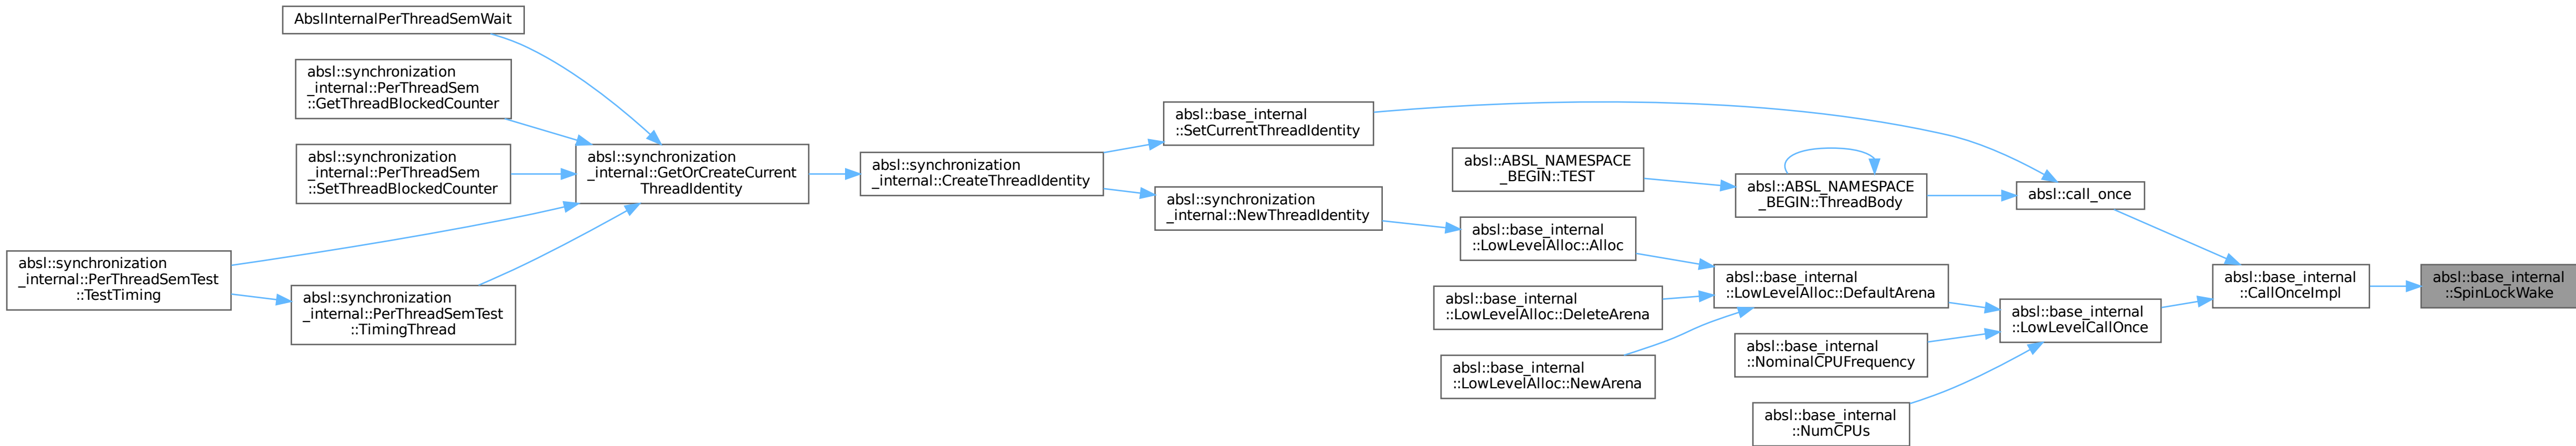 AbslInternalPerThreadSemWait
absl::synchronization
_internal::PerThreadSem
::GetThreadBlockedCounter
absl::synchronization
_internal::PerThreadSem
::SetThreadBlockedCounter
absl::synchronization
_internal::PerThreadSemTest
::TestTiming
absl::synchronization
_internal::PerThreadSemTest
::TimingThread
absl::synchronization
_internal::GetOrCreateCurrent
ThreadIdentity
absl::synchronization
_internal::CreateThreadIdentity
absl::base_internal
::SetCurrentThreadIdentity
absl::synchronization
_internal::NewThreadIdentity
absl::ABSL_NAMESPACE
_BEGIN::TEST
absl::base_internal
::LowLevelAlloc::Alloc
absl::base_internal
::LowLevelAlloc::DeleteArena
absl::base_internal
::LowLevelAlloc::NewArena
absl::ABSL_NAMESPACE
_BEGIN::ThreadBody
absl::base_internal
::LowLevelAlloc::DefaultArena
absl::base_internal
::NominalCPUFrequency
absl::base_internal
::NumCPUs
absl::call_once
absl::base_internal
::LowLevelCallOnce
absl::base_internal
::CallOnceImpl
absl::base_internal
::SpinLockWake